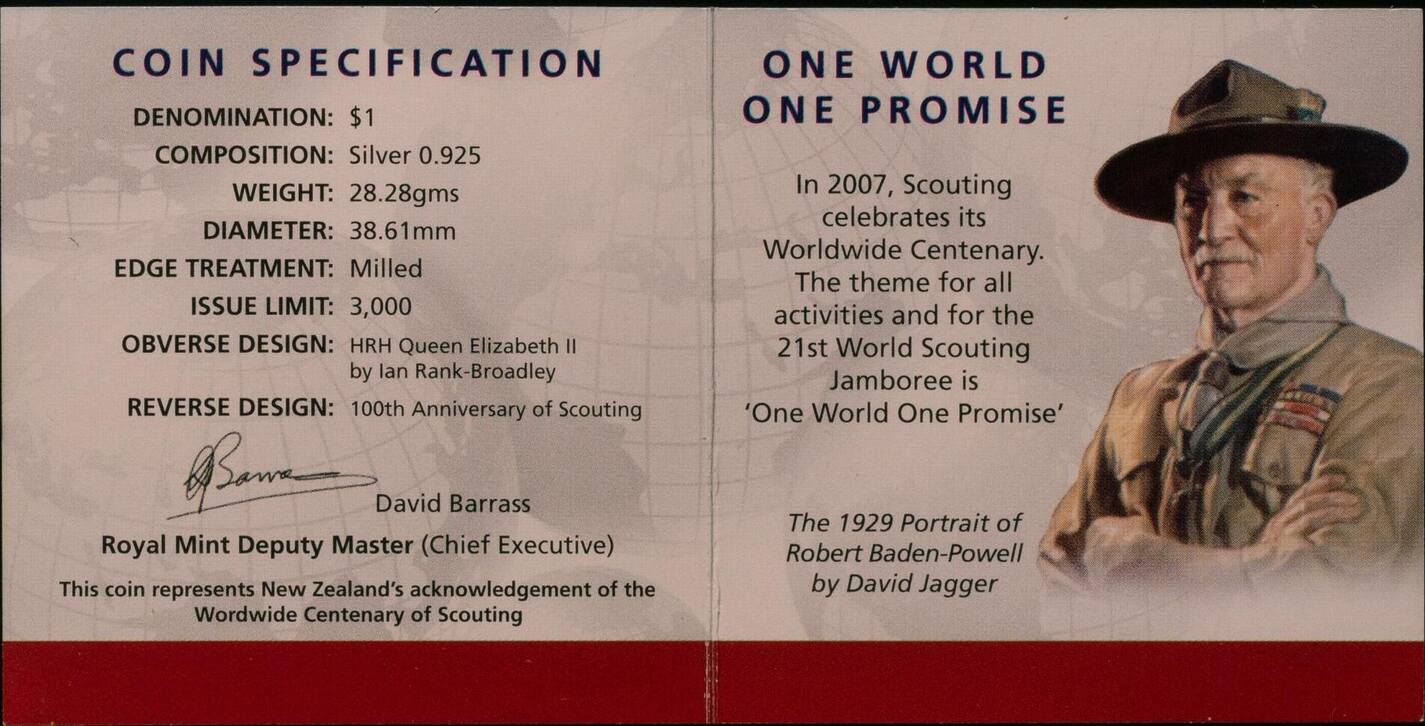 COIN SPECIFICATION
DENOMINATION: $1
COMPOSITION: Silver 0.925
WEIGHT: 28.28gms
DIAMETER: 38.61mm
EDGE TREATMENT: Milled
ISSUE LIMIT: 3,000
OBVERSE DESIGN: HRH Queen Elizabeth II
by Ian Rank-Broadley
REVERSE DESIGN: 100th Anniversary of Scouting
David Barrass
Royal Mint Deputy Master (Chief Executive)
This coin represents New Zealand's acknowledgement of the
Wordwide Centenary of Scouting
ONE WORLD
ONE PROMISE
In 2007, Scouting
celebrates its
Worldwide Centenary.
The theme for all
activities and for the
21st World Scouting
Jamboree is
'One World One Promise'
The 1929 Portrait of
Robert Baden-Powell
by David Jagger